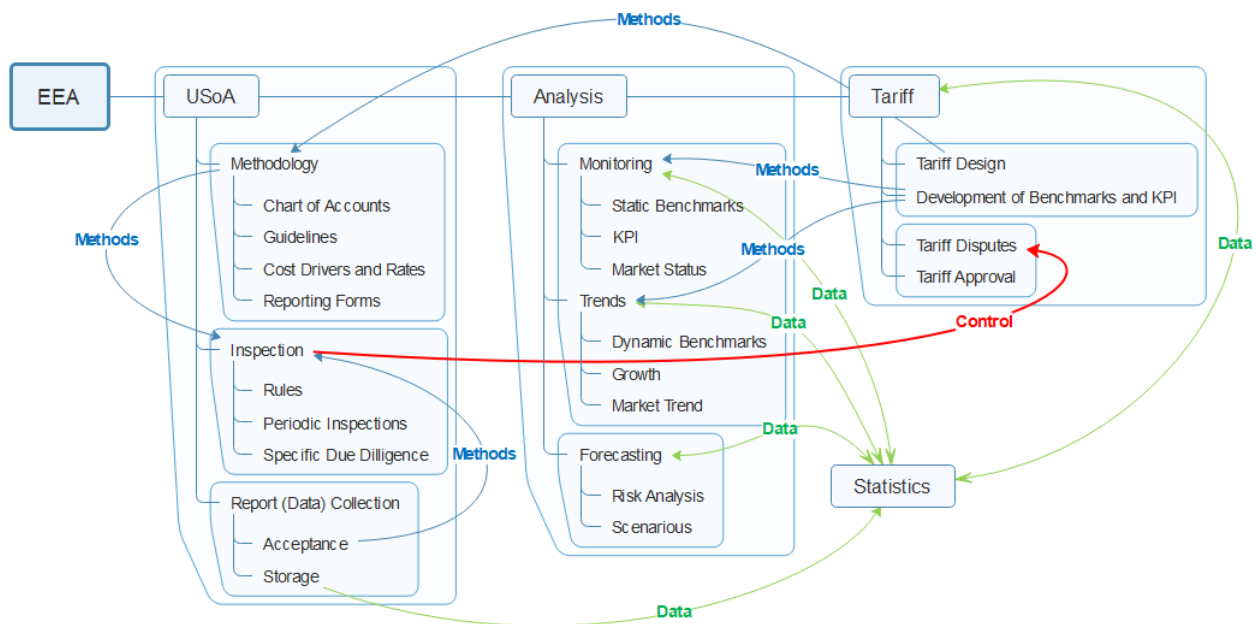 Methods
Methods
EEA
USoA
Analysis
Tariff
Methodology
Chart of Accounts
Guidelines
Cost Drivers and Rates
Reporting Forms
Methods
Inspection
Rules
Periodic Inspections
Specific Due Dilligence
Methods
Report (Data) Collection
Acceptance
Storage
Monitoring
Static Benchmarks
KPI
Market Status
Trends
Dynamic Benchmarks
Growth
Market Trend
Forecasting
Risk Analysis
Scenarious
Methods
Methods
Data
Data
Data
Tariff Design
Development of Benchmarks and KPI
Tariff Disputes
Tariff Approval
Control
Data
Statistics
Data